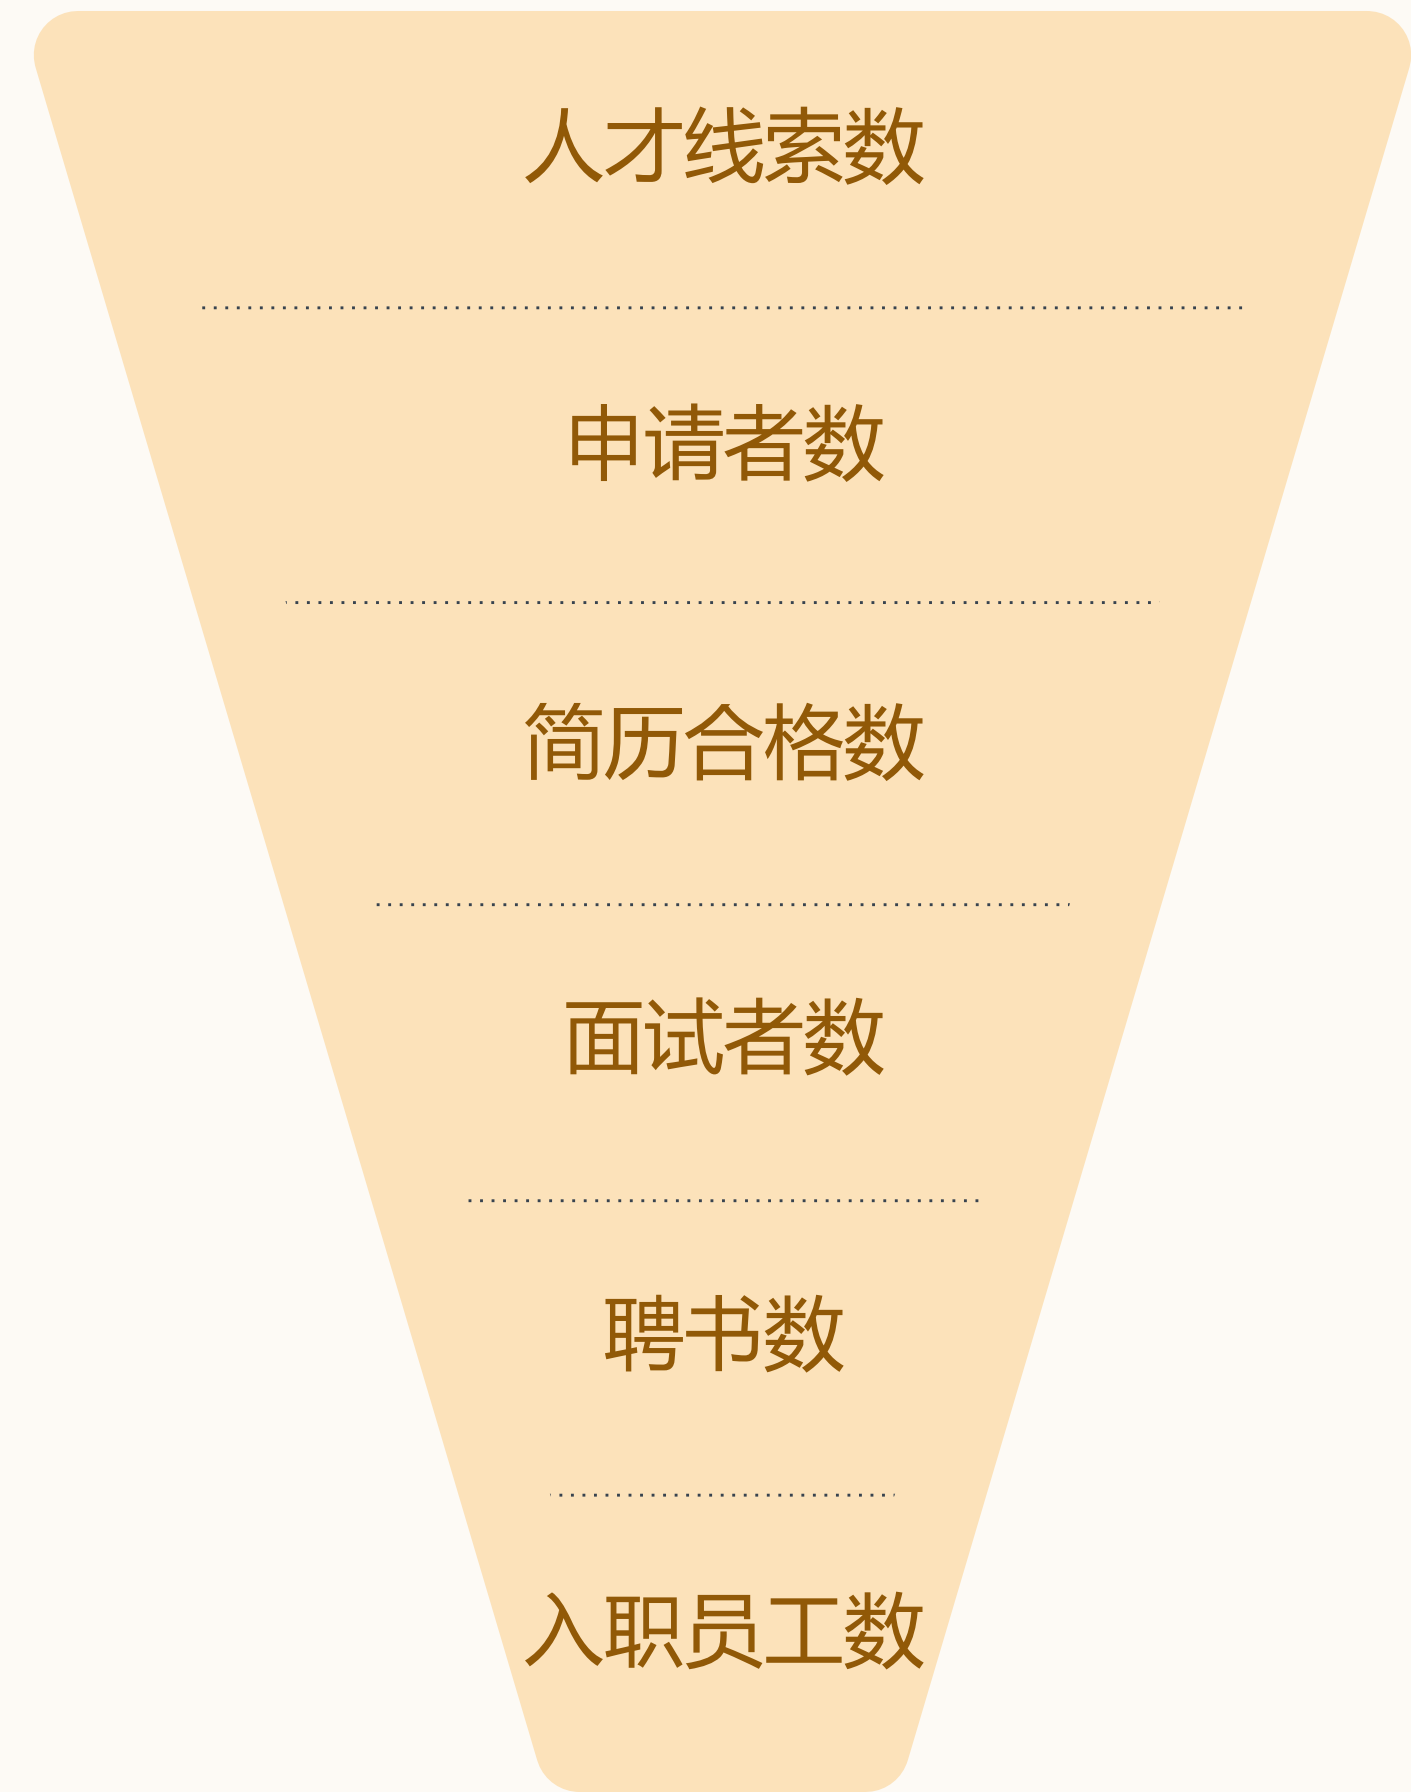 人才线索数
申请者数
简历合格数
面试者数
聘书数
入职员工数